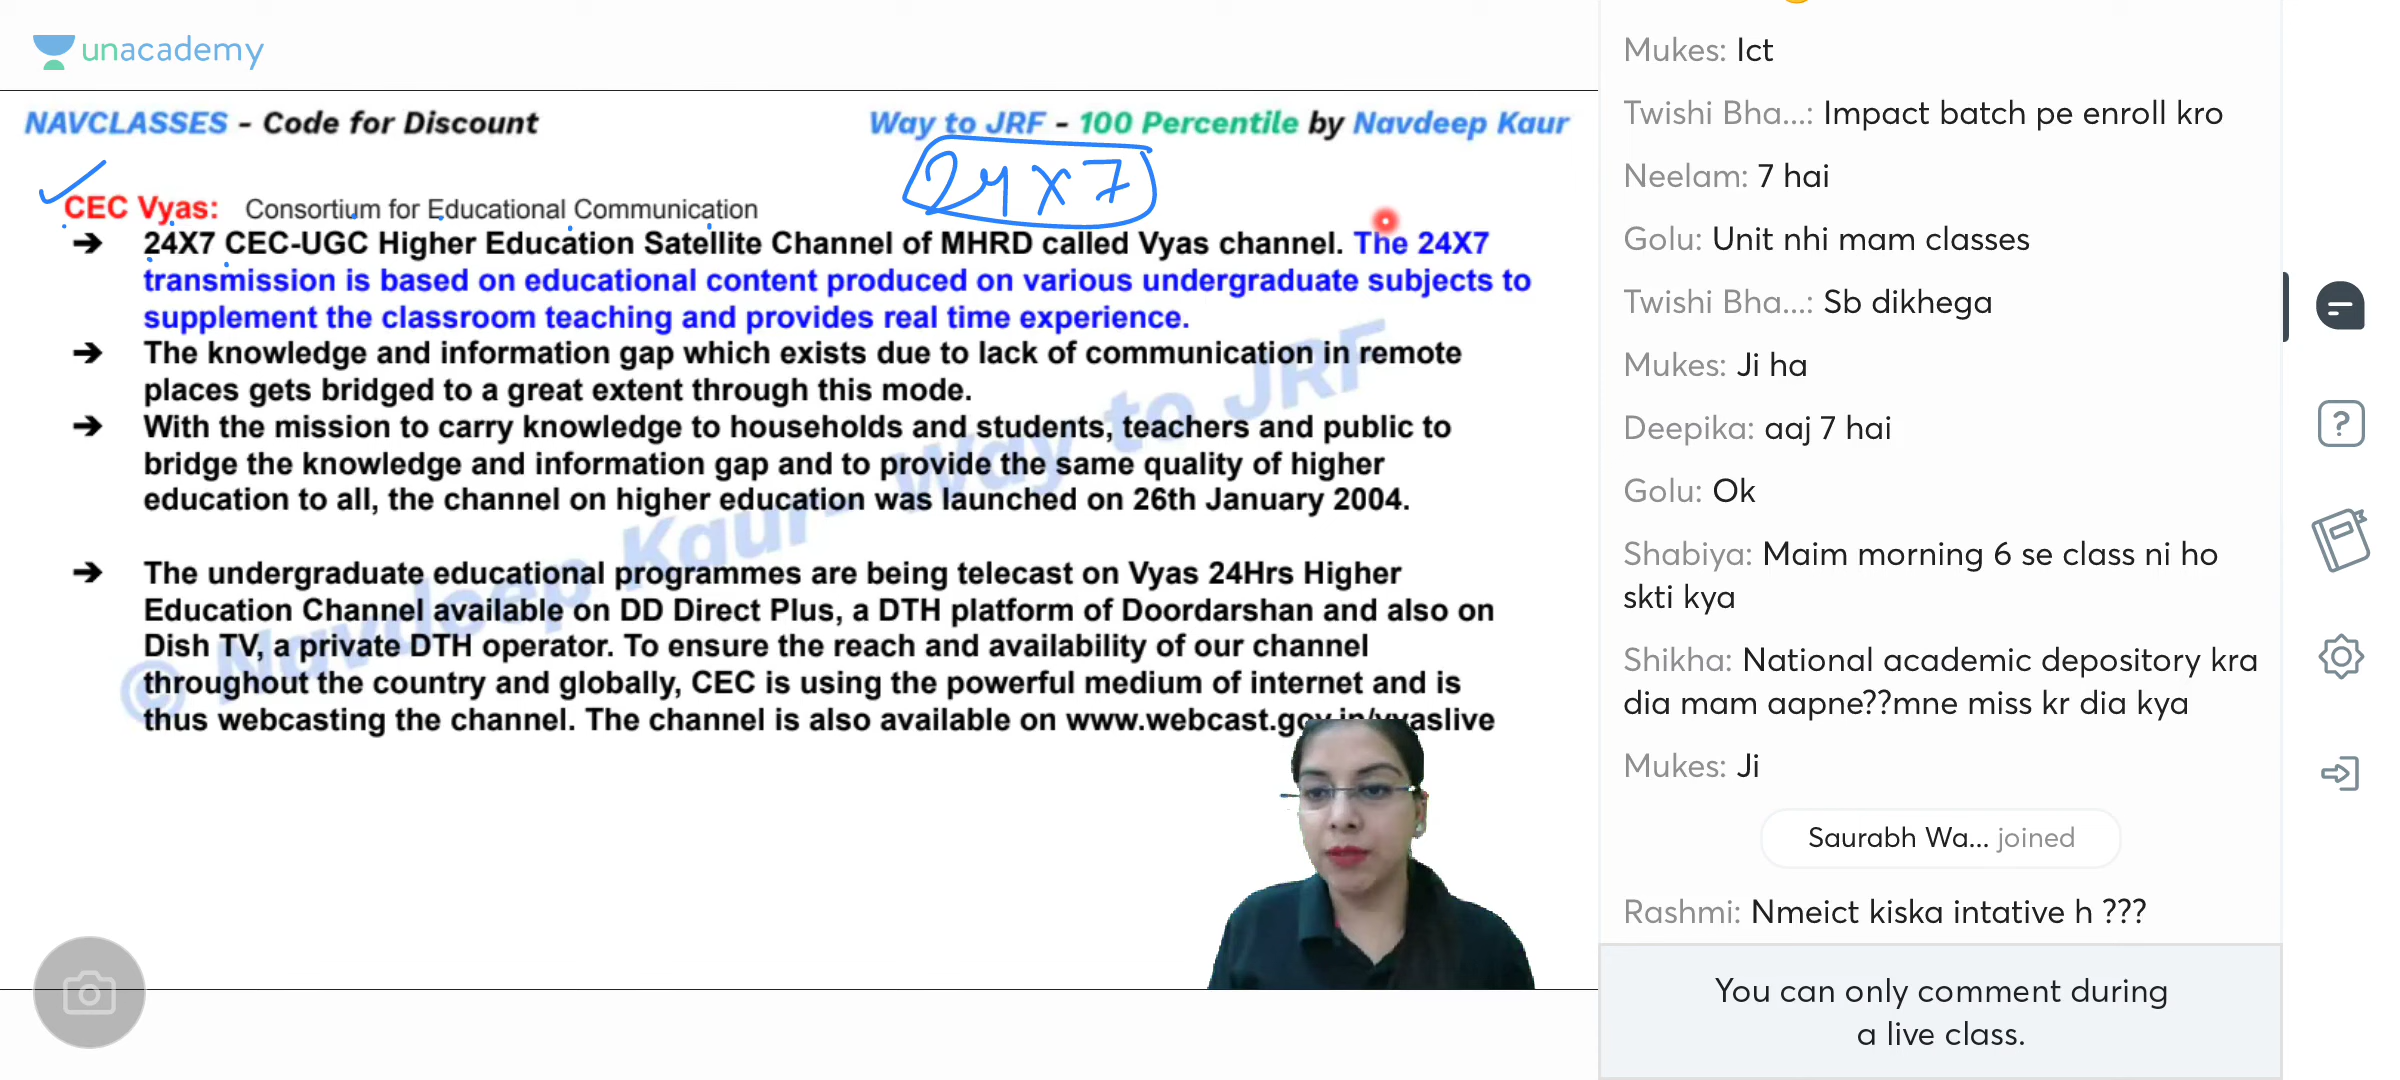 unacademy
NAVCLASSES - Code for Discount
Way to JRF - 100 Percentile by Navdeep Kaur
24 X 7
CEC Vyas: Consortium for Educational Communication
➔ 24X7 CEC-UGC Higher Education Satellite Channel of MHRD called Vyas channel. The 24X7
transmission is based on educational content produced on various undergraduate subjects to
supplement the classroom teaching and provides real time experience.
➔ The knowledge and information gap which exists due to lack of communication in remote
places gets bridged to a great extent through this mode.
➔ With the mission to carry knowledge to households and students, teachers and public to
bridge the knowledge and information gap and to provide the same quality of higher
education to all, the channel on higher education was launched on 26th January 2004.
➔ The undergraduate educational programmes are being telecast on Vyas 24Hrs Higher
Education Channel available on DD Direct Plus, a DTH platform of Doordarshan and also on
Dish TV, a private DTH operator. To ensure the reach and availability of our channel
throughout the country and globally, CEC is using the powerful medium of internet and is
thus webcasting the channel. The channel is also available on www.webcast.gov.in/vyaslive
© Navdeep Kaur- Way to JRF
Mukes: Ict
Twishi Bha...: Impact batch pe enroll kro
Neelam: 7 hai
Golu: Unit nhi mam classes
Twishi Bha...: Sb dikhega
Mukes: Ji ha
Deepika: aaj 7 hai
Golu: Ok
Shabiya: Maim morning 6 se class ni ho
skti kya
Shikha: National academic depository kra
dia mam aapne??mne miss kr dia kya
Mukes: Ji
Saurabh Wa... joined
Rashmi: Nmeict kiska intative h ???
You can only comment during
a live class.